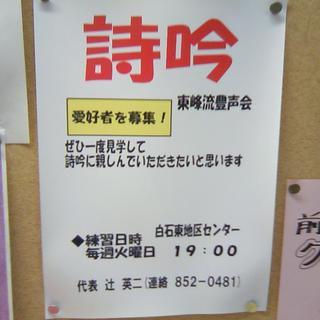 詩吟
東峰流豊声会
愛好者を募集！
ぜひ一度見学して
詩吟に親しんでいただきたいと思います
◆練習日時 白石東地区センター
毎週火曜日 19:00
代表 辻 英二(連絡 852-0481)
前